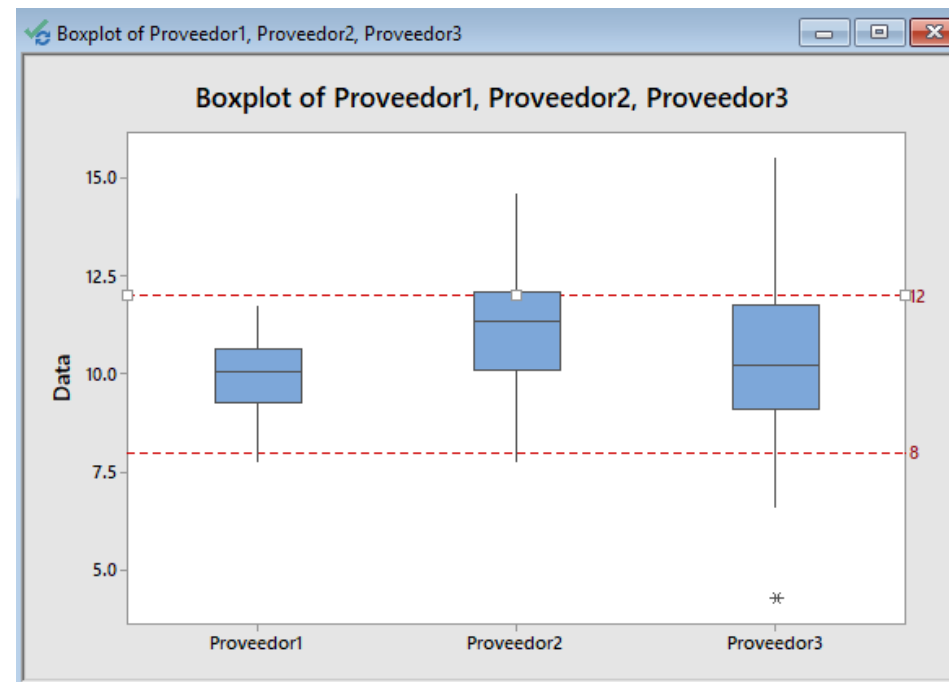 Boxplot of Proveedor1, Proveedor2, Proveedor3
Boxplot of Proveedor1, Proveedor2, Proveedor3
15.0
12.5
12
10.0
Data
8
7.5
5.0
Proveedor1 Proveedor2 Proveedor3